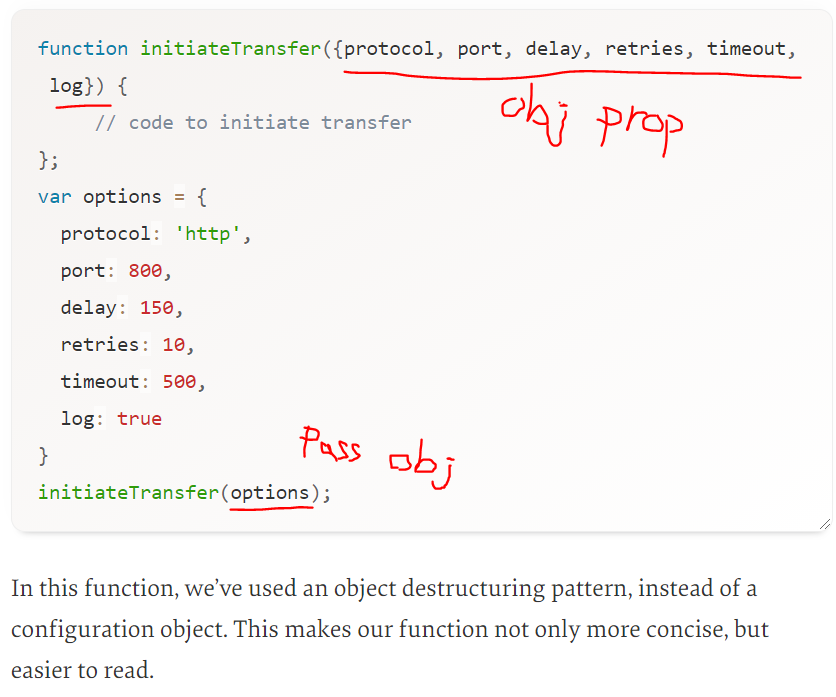 function initiateTransfer({protocol, port, delay, retries, timeout,
log}) {
obj prop
// code to initiate transfer
};
var options = {
protocol: 'http',
port: 800,
delay: 150,
retries: 10,
timeout: 500,
log: true
Pass obj
}
initiateTransfer(options);
In this function, we’ve used an object destructuring pattern, instead of a
configuration object. This makes our function not only more concise, but
easier to read.